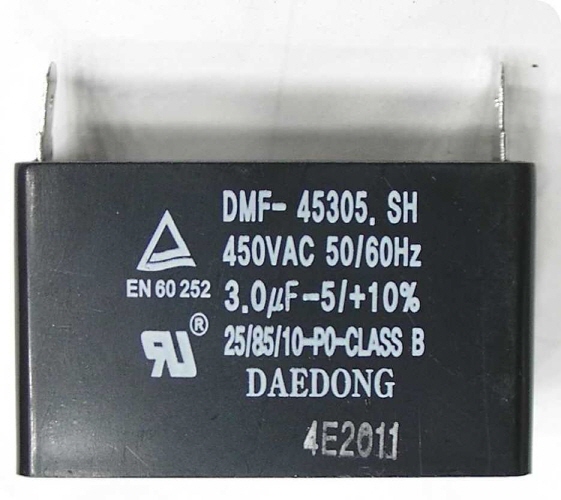 DMF- 45305. SH
450VAC 50/60Hz
EN 60 252
3.0μF-5/+10%
25/85/10-P0-CLASS B
DAEDONG
4E2011